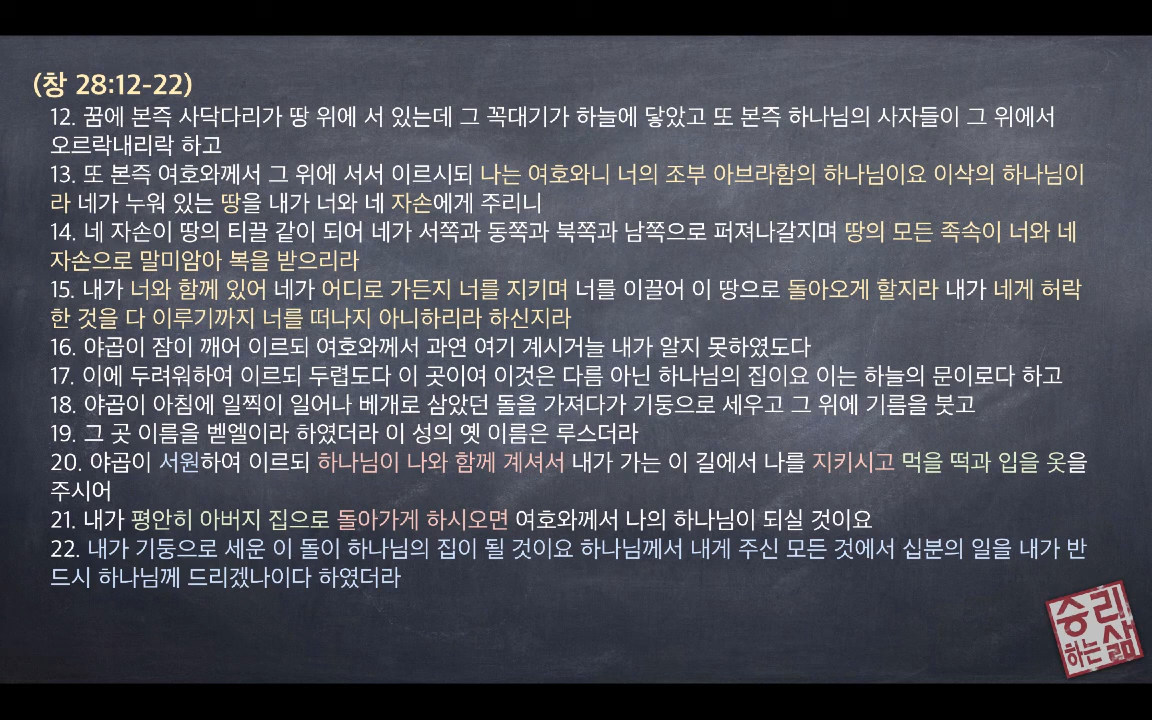 (창 28:12-22)
12. 꿈에 본즉 사닥다리가 땅 위에 서 있는데 그 꼭대기가 하늘에 닿았고 또 본즉 하나님의 사자들이 그 위에서
오르락내리락 하고
13. 또 본즉 여호와께서 그 위에 서서 이르시되 나는 여호와니 너의 조부 아브라함의 하나님이요 이삭의 하나님이
라 네가 누워 있는 땅을 내가 너와 네 자손에게 주리니
14. 네 자손이 땅의 티끌 같이 되어 네가 서쪽과 동쪽과 북쪽과 남쪽으로 퍼져나갈지며 땅의 모든 족속이 너와 네
자손으로 말미암아 복을 받으리라
15. 내가 너와 함께 있어 네가 어디로 가든지 너를 지키며 너를 이끌어 이 땅으로 돌아오게 할지라 내가 네게 허락
한 것을 다 이루기까지 너를 떠나지 아니하리라 하신지라
16. 야곱이 잠이 깨어 이르되 여호와께서 과연 여기 계시거늘 내가 알지 못하였도다
17. 이에 두려워하여 이르되 두렵도다 이 곳이여 이것은 다름 아닌 하나님의 집이요 이는 하늘의 문이로다 하고
18. 야곱이 아침에 일찍이 일어나 베개로 삼았던 돌을 가져다가 기둥으로 세우고 그 위에 기름을 붓고
19. 그 곳 이름을 벧엘이라 하였더라 이 성의 옛 이름은 루스더라
20. 야곱이 서원하여 이르되 하나님이 나와 함께 계셔서 내가 가는 이 길에서 나를 지키시고 먹을 떡과 입을 옷을
주시어
21. 내가 평안히 아버지 집으로 돌아가게 하시오면 여호와께서 나의 하나님이 되실 것이요
22. 내가 기둥으로 세운 이 돌이 하나님의 집이 될 것이요 하나님께서 내게 주신 모든 것에서 십분의 일을 내가 반
드시 하나님께 드리겠나이다 하였더라
승리
하는 삶